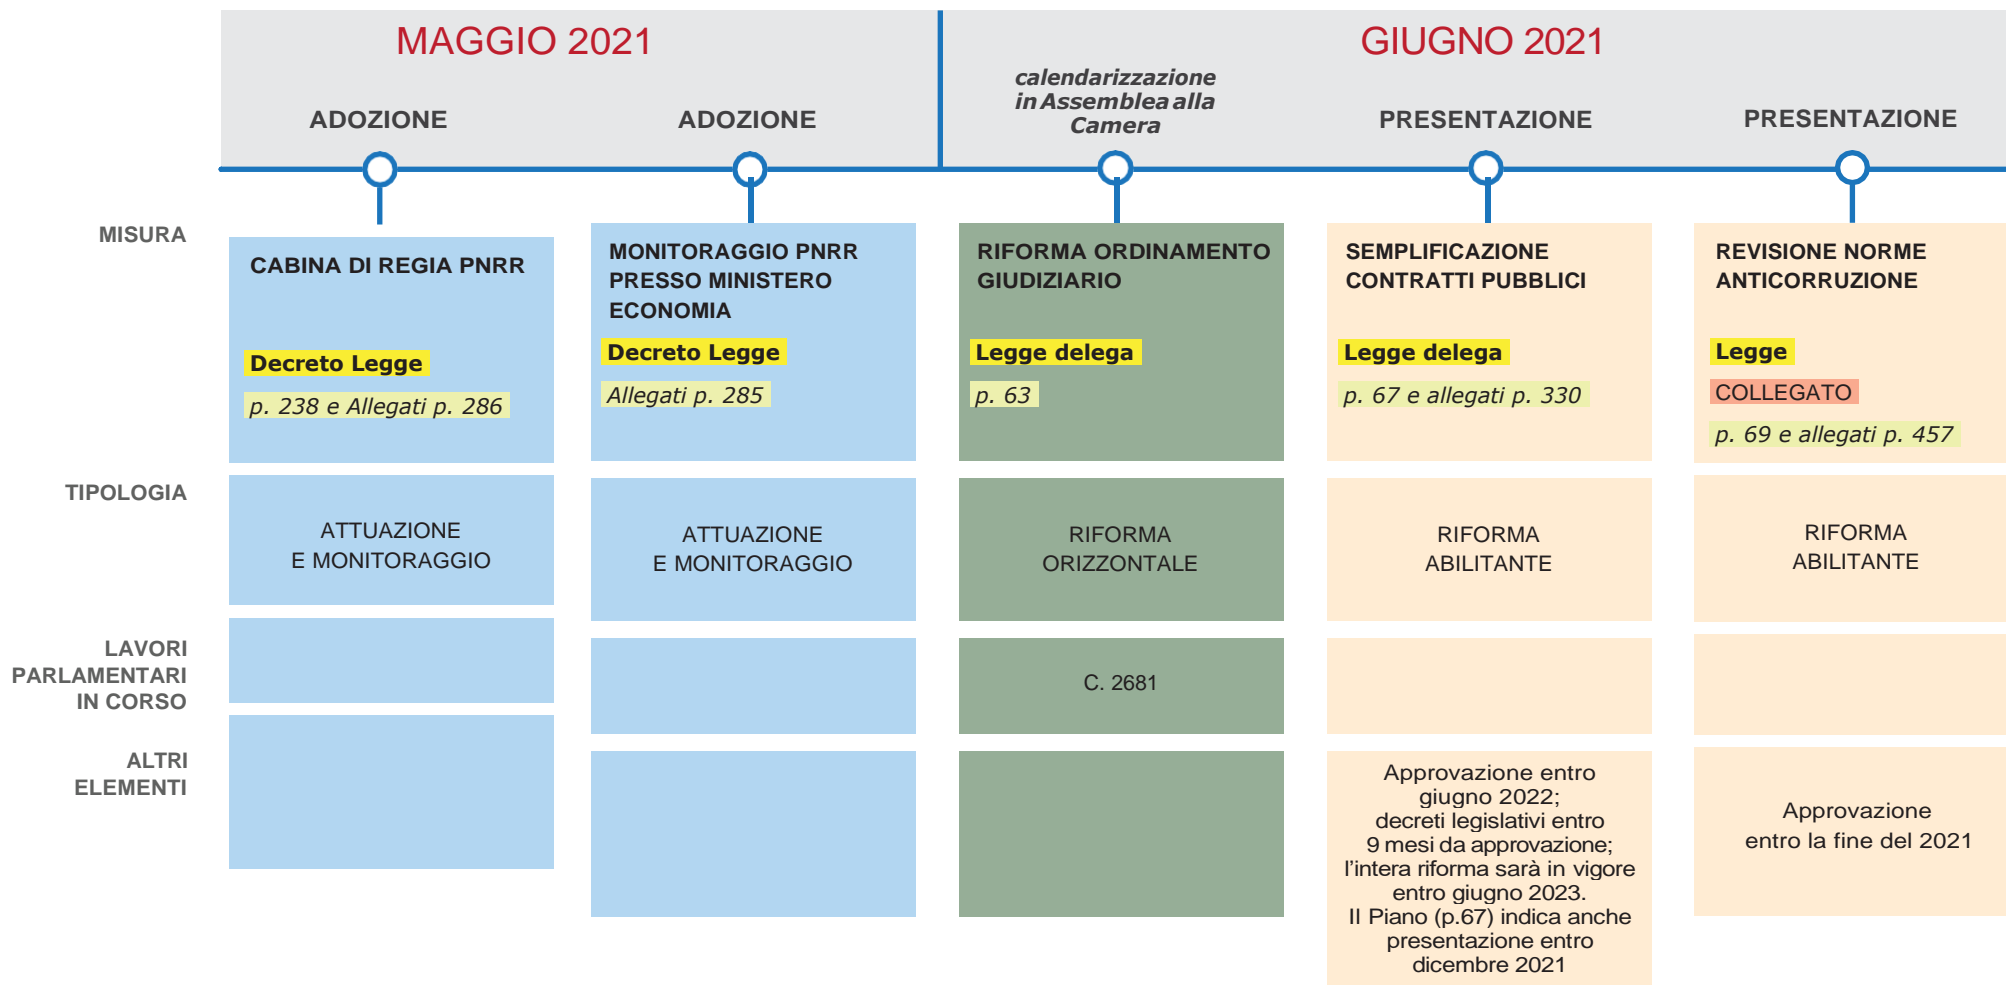 MAGGIO 2021
GIUGNO 2021
ADOZIONE
ADOZIONE
calendarizzazione
in Assemblea alla
Camera
PRESENTAZIONE
PRESENTAZIONE
MISURA
CABINA DI REGIA PNRR
Decreto Legge
p. 238 e Allegati p. 286
MONITORAGGIO PNRR
PRESSO MINISTERO
ECONOMIA
Decreto Legge
Allegati p. 285
RIFORMA ORDINAMENTO
GIUDIZIARIO
Legge delega
p. 63
SEMPLIFICAZIONE
CONTRATTI PUBBLICI
Legge delega
p. 67 e allegati p. 330
REVISIONE NORME
ANTICORRUZIONE
Legge
COLLEGATO
p. 69 e allegati p. 457
TIPOLOGIA
ATTUAZIONE
E MONITORAGGIO
ATTUAZIONE
E MONITORAGGIO
RIFORMA
ORIZZONTALE
RIFORMA
ABILITANTE
RIFORMA
ABILITANTE
LAVORI
PARLAMENTARI
IN CORSO
C. 2681
ALTRI
ELEMENTI
Approvazione entro
giugno 2022;
decreti legislativi entro
9 mesi da approvazione;
l'intera riforma sarà in vigore
entro giugno 2023.
Il Piano (p.67) indica anche
presentazione entro
dicembre 2021
Approvazione
entro la fine del 2021